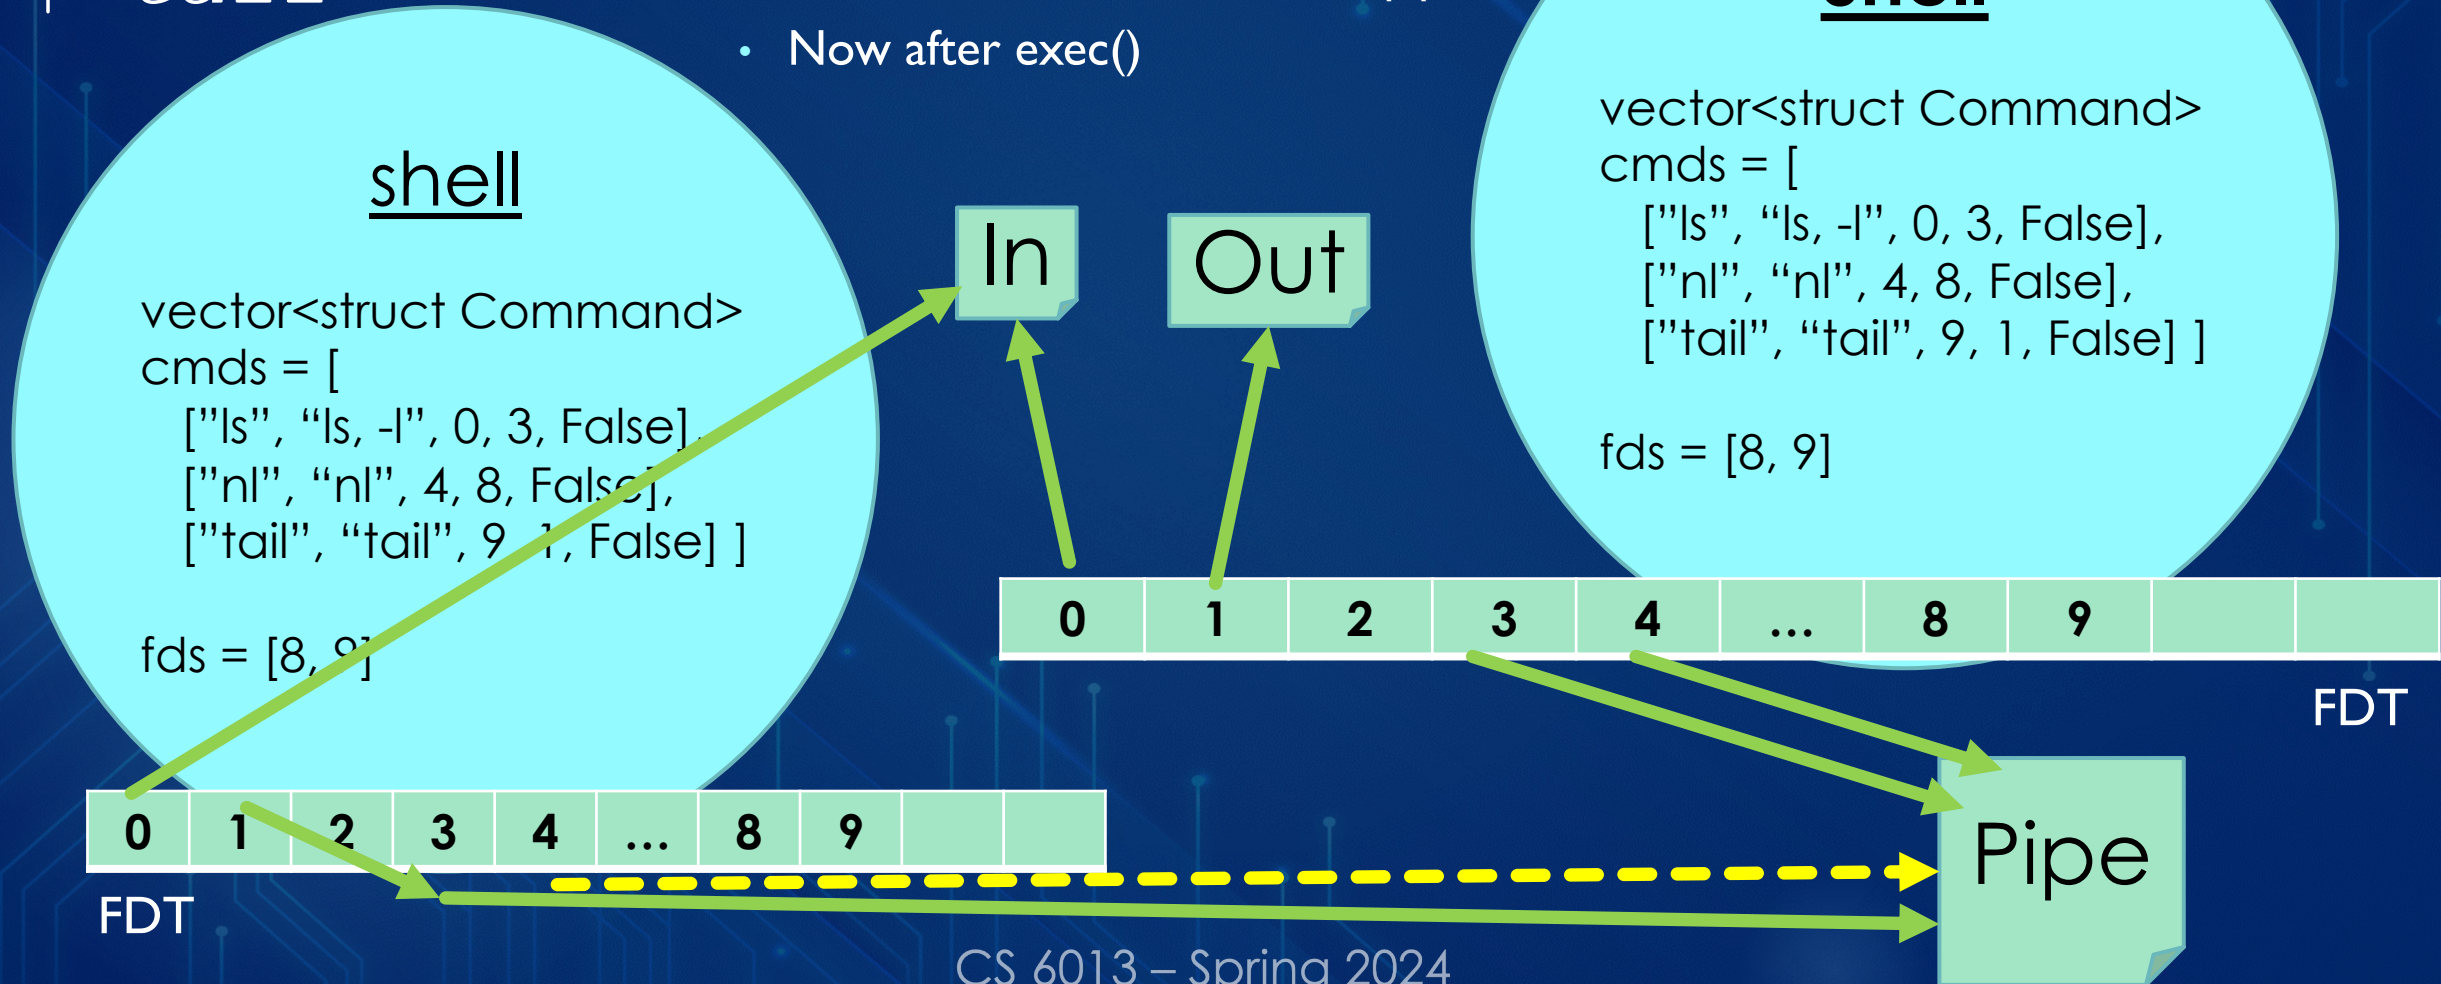 shell
Now after exec()
shell
vector<struct Command>
cmds = [
["ls", “ls, -l”, 0, 3, False],
["nl”, “nl”, 4, 8, False],
["tail”, “tail”, 9, 1, False] ]
fds = [8, 9]
In
Out
vector<struct Command>
cmds = [
[”ls”, “ls, -l”, 0, 3, False],
[”nl”, “nl”, 4, 8, False],
[”tail”, “tail”, 9, 1, False] ]
fds = [8, 9]
0 1 2 3 4 ... 8 9
FDT
0 1 2 3 4 ... 8 9
FDT
Pipe
CS 6013 – Spring 2024